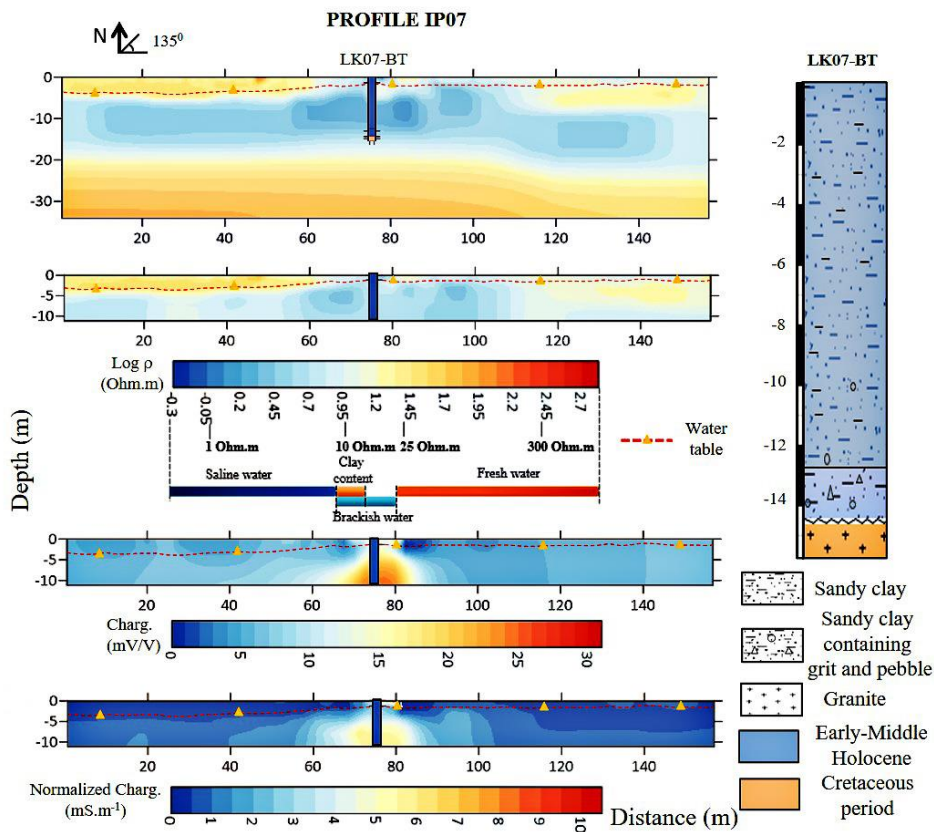 PROFILE IP07
N 135⁰
LK07-BT
LK07-BT
0
-10
-20
-30
20 40 60 80 100 120 140
0
-5
-10
20 40 60 80 100 120 140
Log ρ
(Ohm.m)
-0.3 -0.05 0.2 0.45 0.7 0.95 1.2 1.45 1.7 1.95 2.2 2.45 2.7
1 Ohm.m 10 Ohm.m 25 Ohm.m 300 Ohm.m
Saline water Clay content Fresh water
Brackish water
Water
table
Depth (m)
0
-5
-10
20 40 60 80 100 120 140
Charg.
(mV/V)
0 5 10 15 20 25 30
0
-5
-10
20 40 60 80 100 120 140
Normalized Charg.
(mS.m⁻¹)
0 1 2 3 4 5 6 7 8 9 10
Distance (m)
-2
-4
-6
-8
-10
-12
-14
Sandy clay
Sandy clay
containing
grit and pebble
Granite
Early-Middle
Holocene
Cretaceous
period